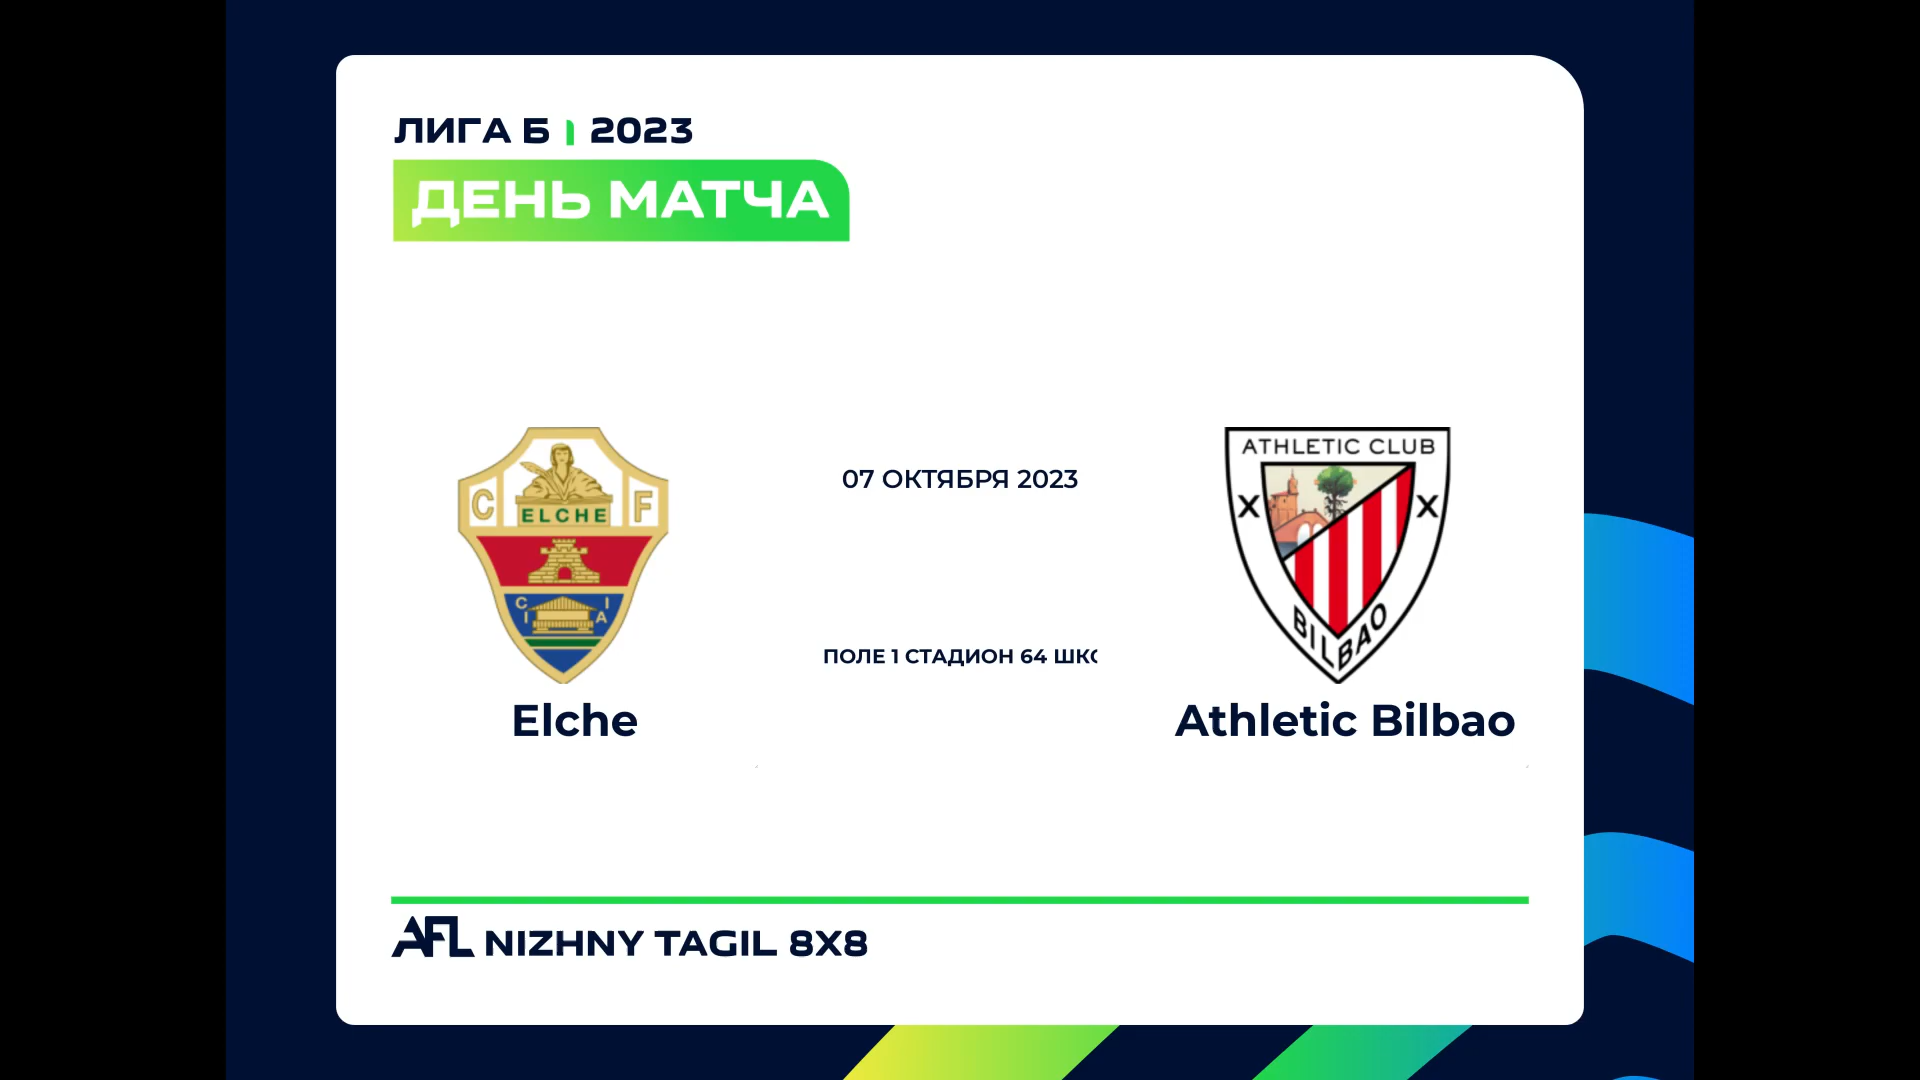 ЛИГА Б | 2023
ДЕНЬ МАТЧА
C ELCHE F
C I
I A
ATHLETIC CLUB
X X
BILBAO
07 ОКТЯБРЯ 2023
ПОЛЕ 1 СТАДИОН 64
Elche
Athletic Bilbao
AFL NIZHNY TAGIL 8X8